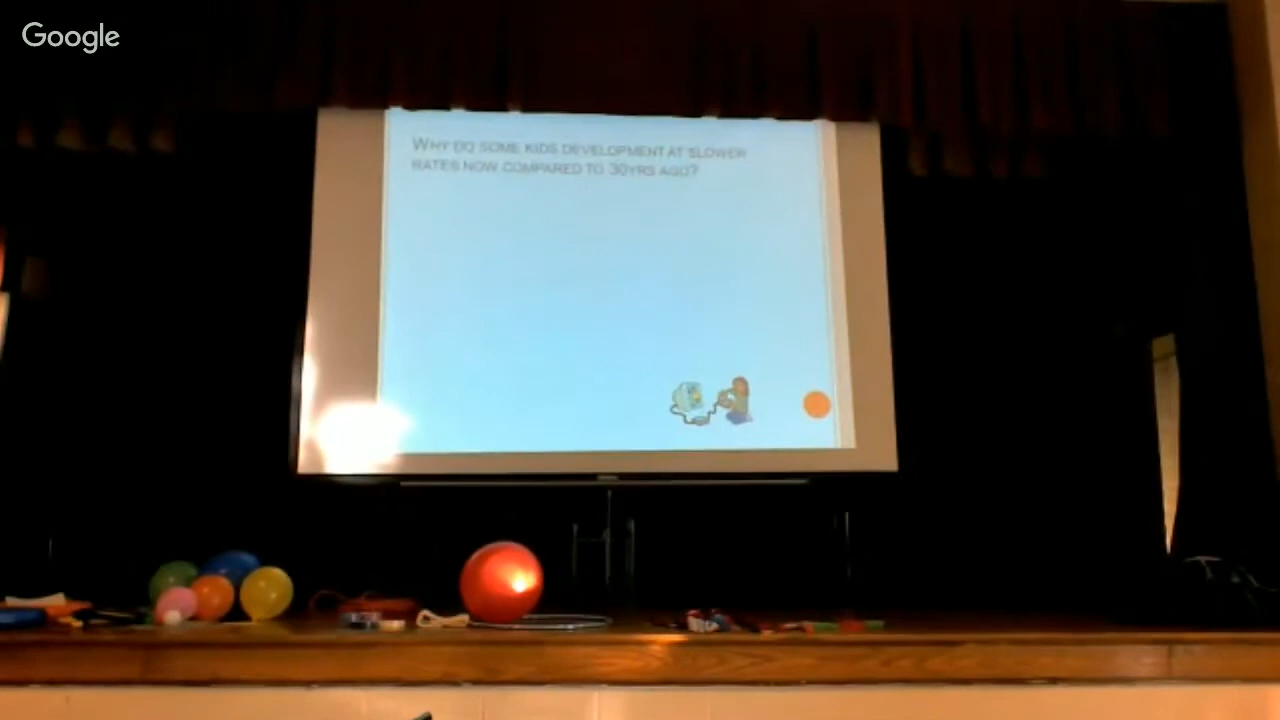 Google
WHY DO SOME KIDS DEVELOPMENT AT SLOWER
RATES NOW COMPARED TO 30YRS AGO?